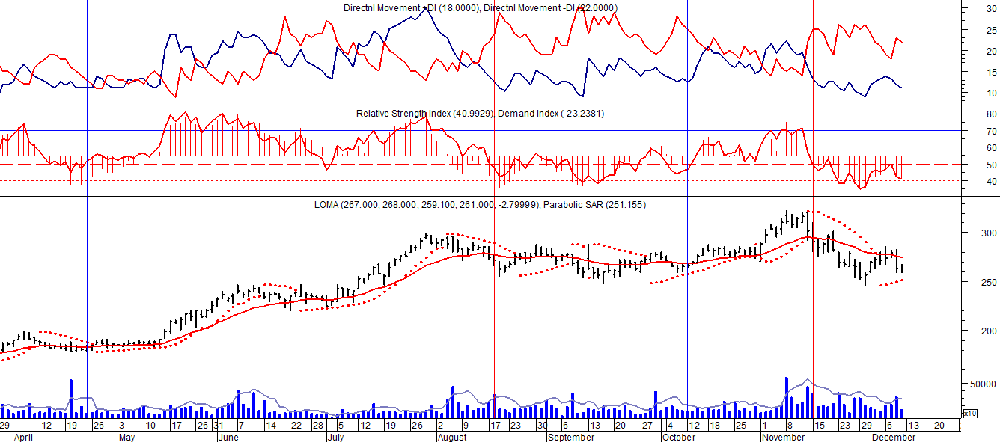 Directnl Movement +DI (18.0000), Directnl Movement -DI (22.0000)
30
25
20
15
10
Relative Strength Index (40.9929), Demand Index (-23.2381)
80
70
60
50
40
LOMA (267.000, 268.000, 259.100, 261.000, -2.79999), Parabolic SAR (251.155)
300
250
200
50000
x10
29 5 12 19 26 3 10 17 26 31 7 14 22 28 5 12 19 26 2 9 17 23 30 6 13 20 27 4 12 18 25 1 8 15 23 29 6 13 20
April May June July August September October November December